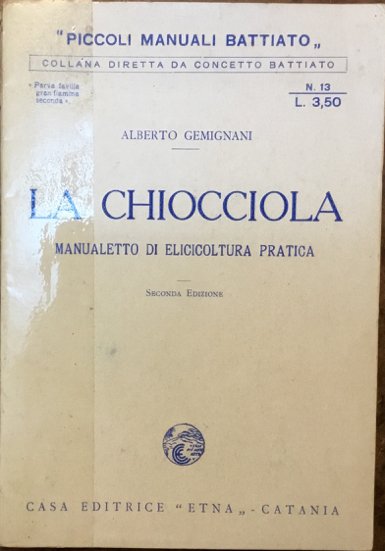 "PICCOLI MANUALI BATTIATO„
COLLANA DIRETTA DA CONCETTO BATTIATO
« Parva favilla
gran fiamma
seconda ».
N. 13
L. 3,50
ALBERTO GEMIGNANI
LA CHIOCCIOLA
MANUALETTO DI ELICICOLTURA PRATICA
SECONDA EDIZIONE
CASA EDITRICE "ETNA„ - CATANIA